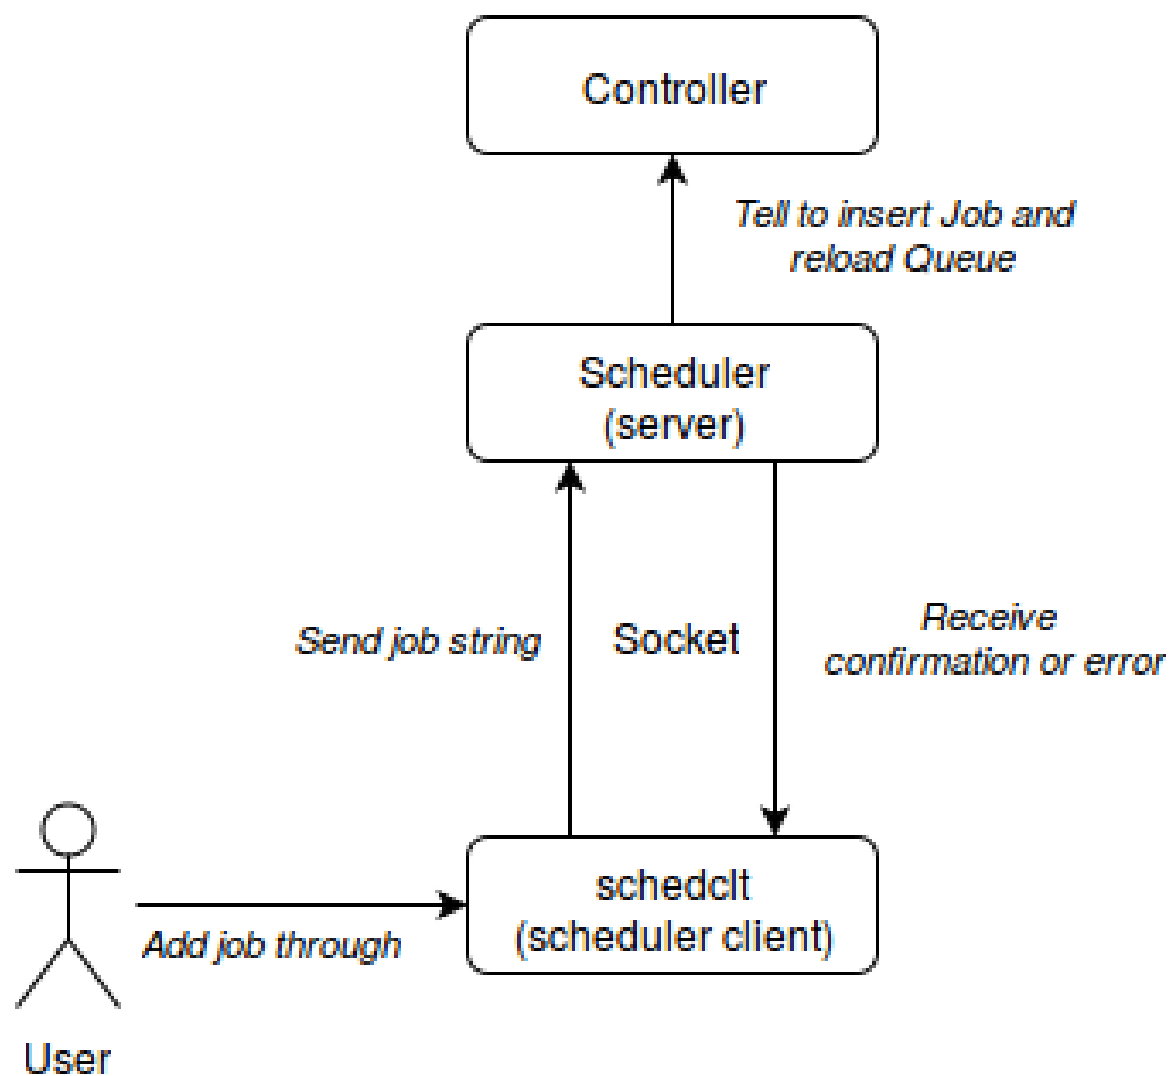 Controller
Tell to insert Job and
reload Queue
Scheduler
(server)
Send job string
Socket
Receive
confirmation or error
schedclt
(scheduler client)
Add job through
User